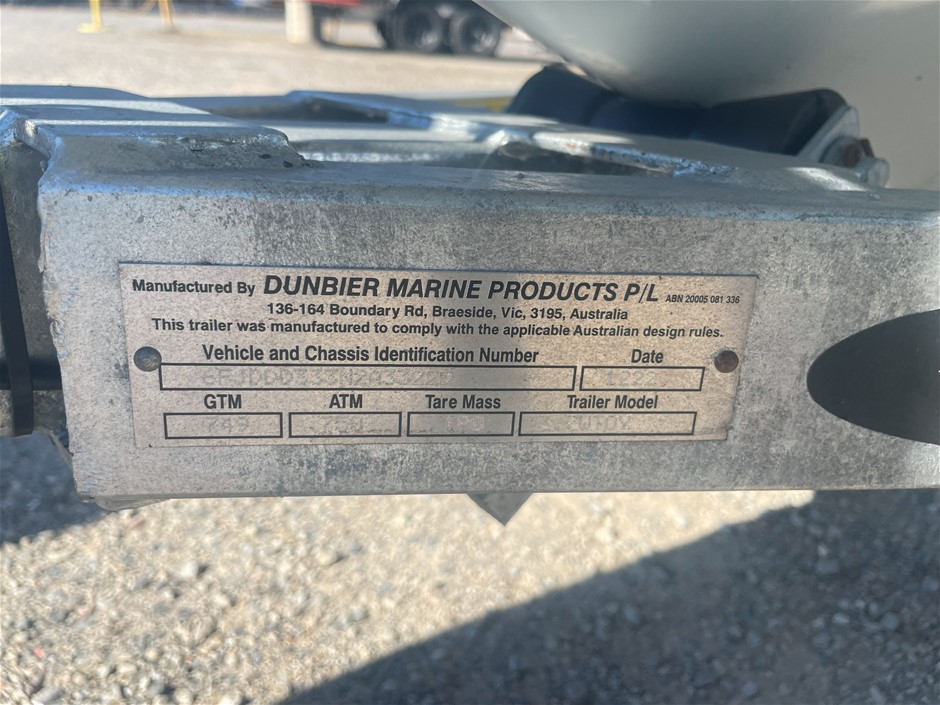 Manufactured By DUNBIER MARINE PRODUCTS P/L ABN 20005 081 336
136-164 Boundary Rd, Braeside, Vic, 3195, Australia
This trailer was manufactured to comply with the applicable Australian design rules.
Vehicle and Chassis Identification Number Date
GTM ATM Tare Mass Trailer Model
749